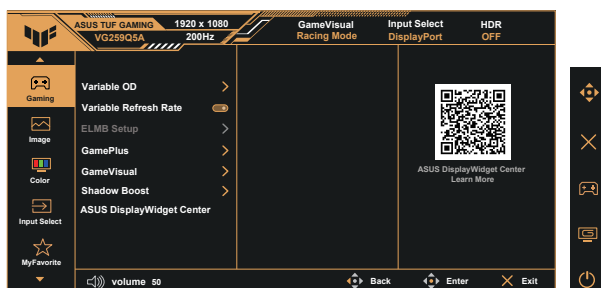 ASUS TUF GAMING 1920 x 1080
VG259Q5A 200Hz
GameVisual Input Select HDR
Racing Mode DisplayPort OFF
Gaming
Image
Color
Input Select
MyFavorite
Variable OD
Variable Refresh Rate
ELMB Setup
GamePlus
GameVisual
Shadow Boost
ASUS DisplayWidget Center
ASUS DisplayWidget Center
Learn More
volume 50
Back Enter Exit